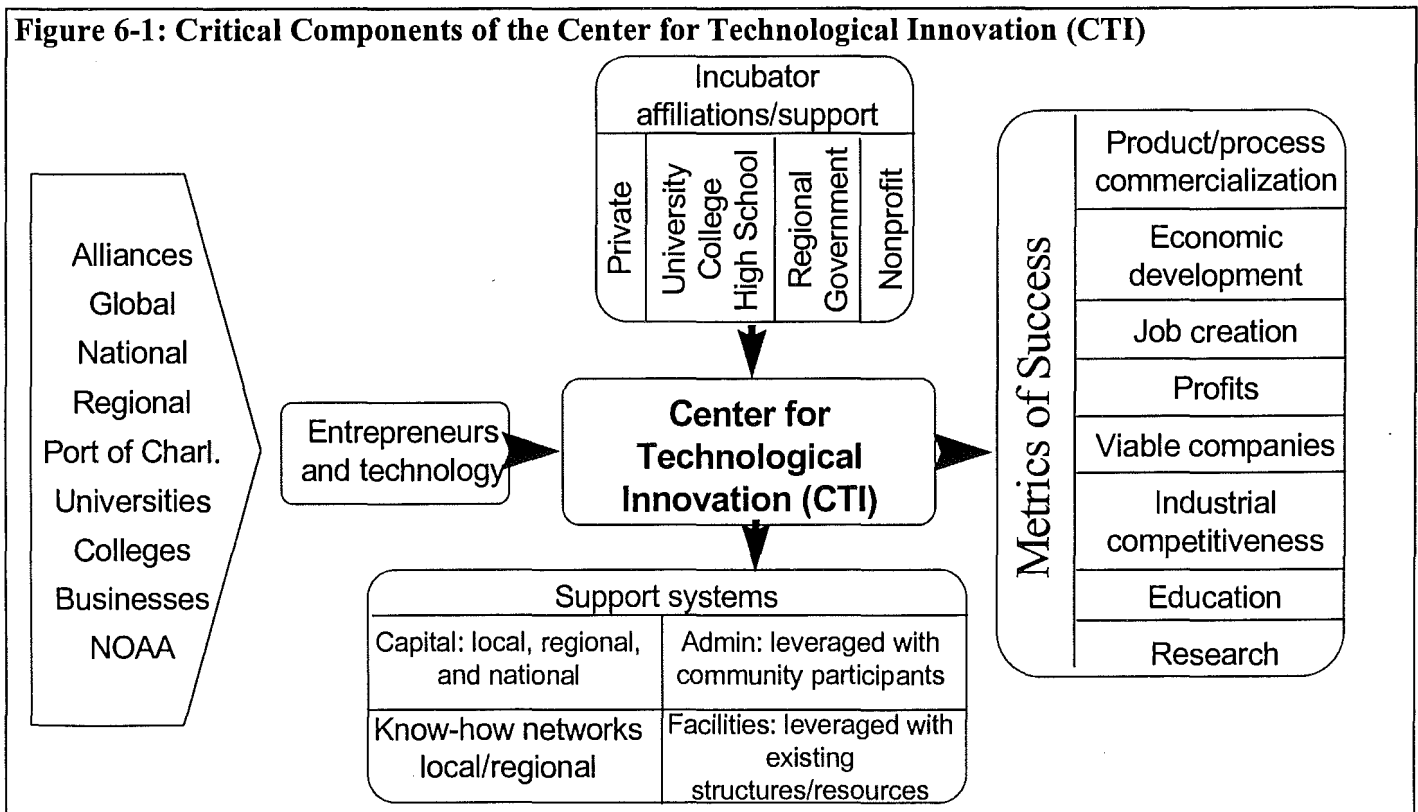 Figure 6-1: Critical Components of the Center for Technological Innovation (CTI)
Incubator
affiliations/support
Private
University
College
High School
Regional
Government
Nonprofit
Alliances
Global
National
Regional
Port of Charl.
Universities
Colleges
Businesses
NOAA
Entrepreneurs
and technology
Center for
Technological
Innovation (CTI)
Support systems
Capital: local, regional,
and national
Admin: leveraged with
community participants
Know-how networks
local/regional
Facilities: leveraged with
existing
structures/resources
Metrics of Success
Product/process
commercialization
Economic
development
Job creation
Profits
Viable companies
Industrial
competitiveness
Education
Research